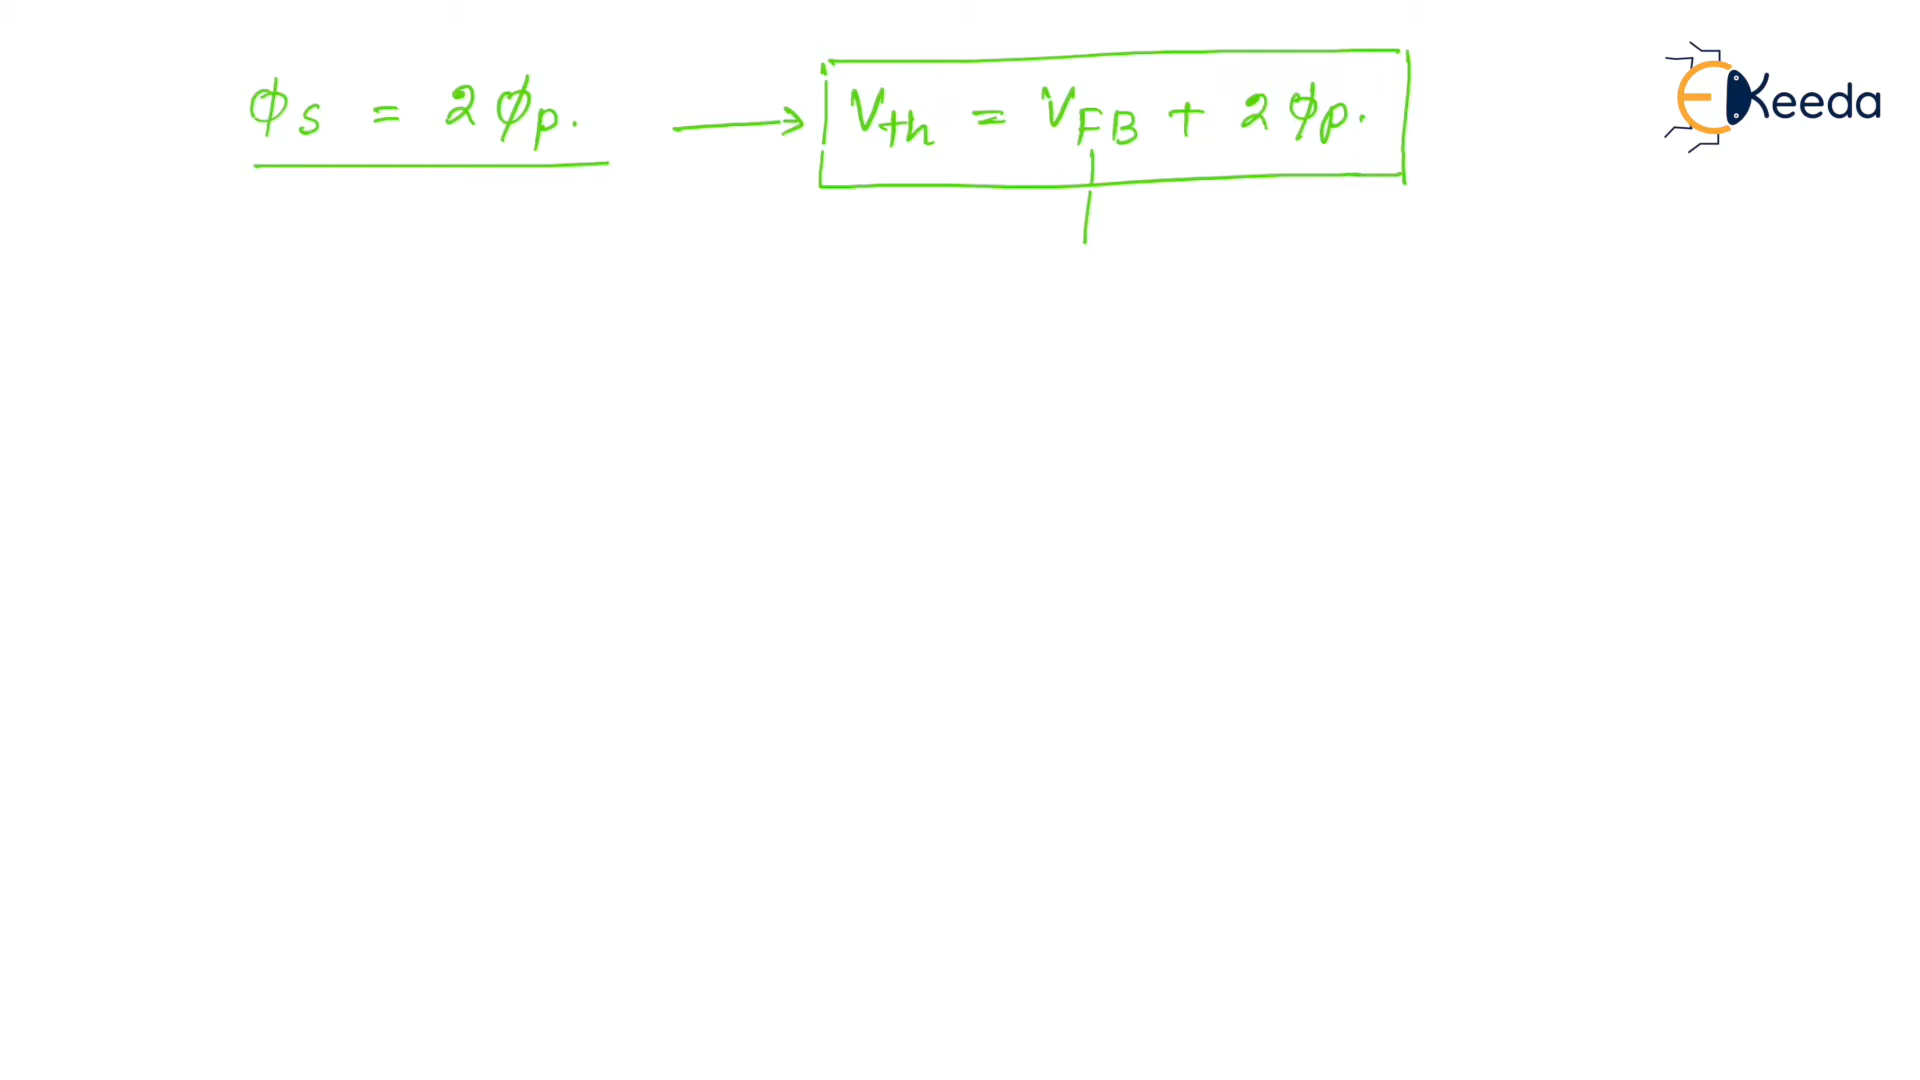 ϕs = 2ϕp. → Vth = VFB + 2ϕp.
EKeeda